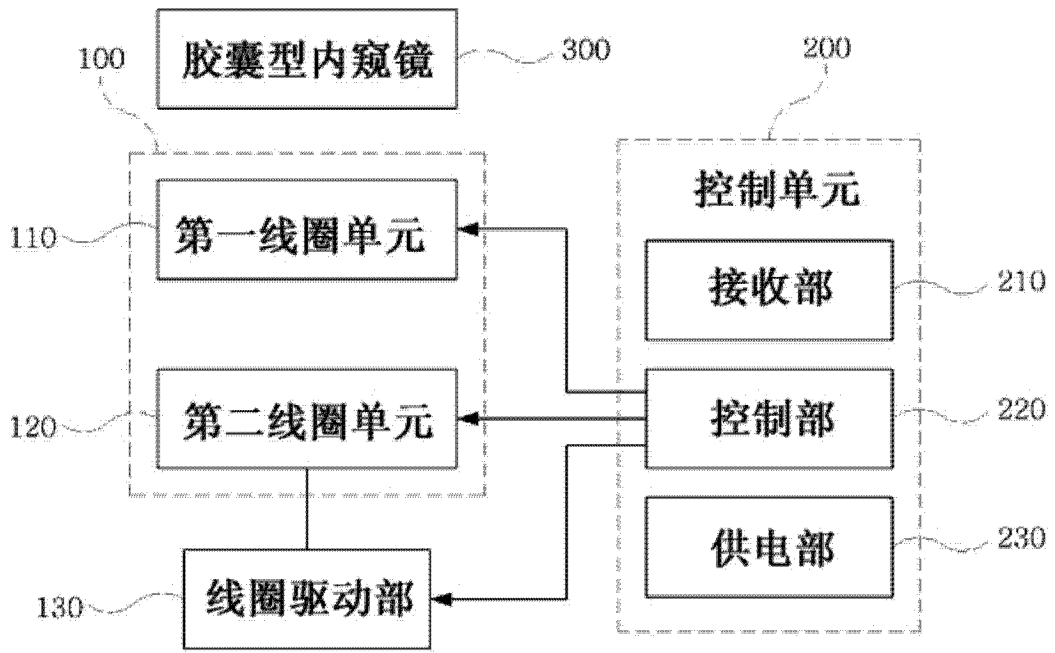 100
胶囊型内窥镜
300
200
控制单元
110
第一线圈单元
接收部
210
120
第二线圈单元
控制部
220
供电部
230
130
线圈驱动部